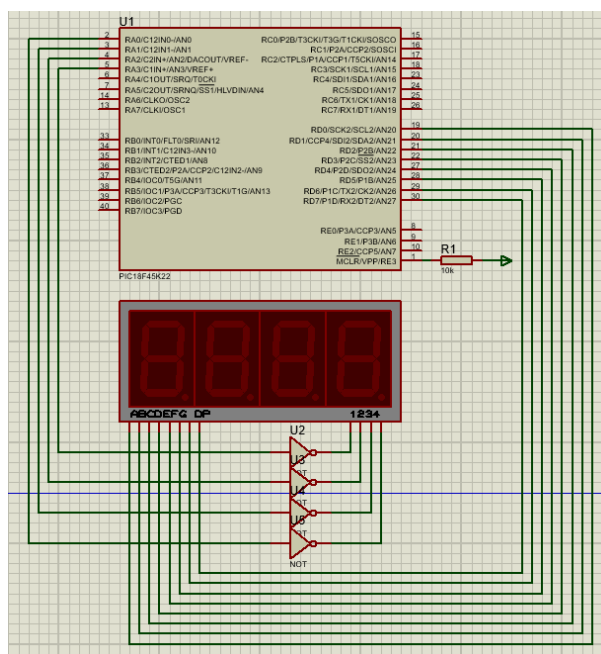 U1
2 RA0/C12IN0-/AN0 RC0/P2B/T3CKI/T3G/T1CKI/SOSCO 15
3 RA1/C12IN1-/AN1 RC1/P2A/CCP2/SOSCI 16
4 RA2/C2IN+/AN2/DACOUT/VREF- RC2/CTPLS/P1A/CCP1/T5CKI/AN14 17
5 RA3/C1IN+/AN3/VREF+ RC3/SCK1/SCL1/AN15 18
6 RA4/C1OUT/SRQ/T0CKI RC4/SDI1/SDA1/AN16 23
7 RA5/C2OUT/SRNQ/SS1/HLVDIN/AN4 RC5/SDO1/AN17 24
14 RA6/CLKO/OSC2 RC6/TX1/CK1/AN18 25
13 RA7/CLKI/OSC1 RC7/RX1/DT1/AN19 26
RD0/SCK2/SCL2/AN20 19
33 RB0/INT0/FLT0/SRI/AN12 RD1/CCP4/SDI2/SDA2/AN21 20
34 RB1/INT1/C12IN3-/AN10 RD2/P2B/AN22 21
35 RB2/INT2/CTED1/AN8 RD3/P2C/SS2/AN23 22
36 RB3/CTED2/P2A/CCP2/C12IN2-/AN9 RD4/P2D/SDO2/AN24 27
37 RB4/IOC0/T5G/AN11 RD5/P1B/AN25 28
38 RB5/IOC1/P3A/CCP3/T3CKI/T1G/AN13 RD6/P1C/TX2/CK2/AN26 29
39 RB6/IOC2/PGC RD7/P1D/RX2/DT2/AN27 30
40 RB7/IOC3/PGD
RE0/P3A/CCP3/AN5 8
RE1/P3B/AN6 9
RE2/CCP5/AN7 10
MCLR/VPP/RE3 1
R1
10k
PIC18F45K22
ABCDEFG DP 1234
U2
U3
U4
U5
NOT